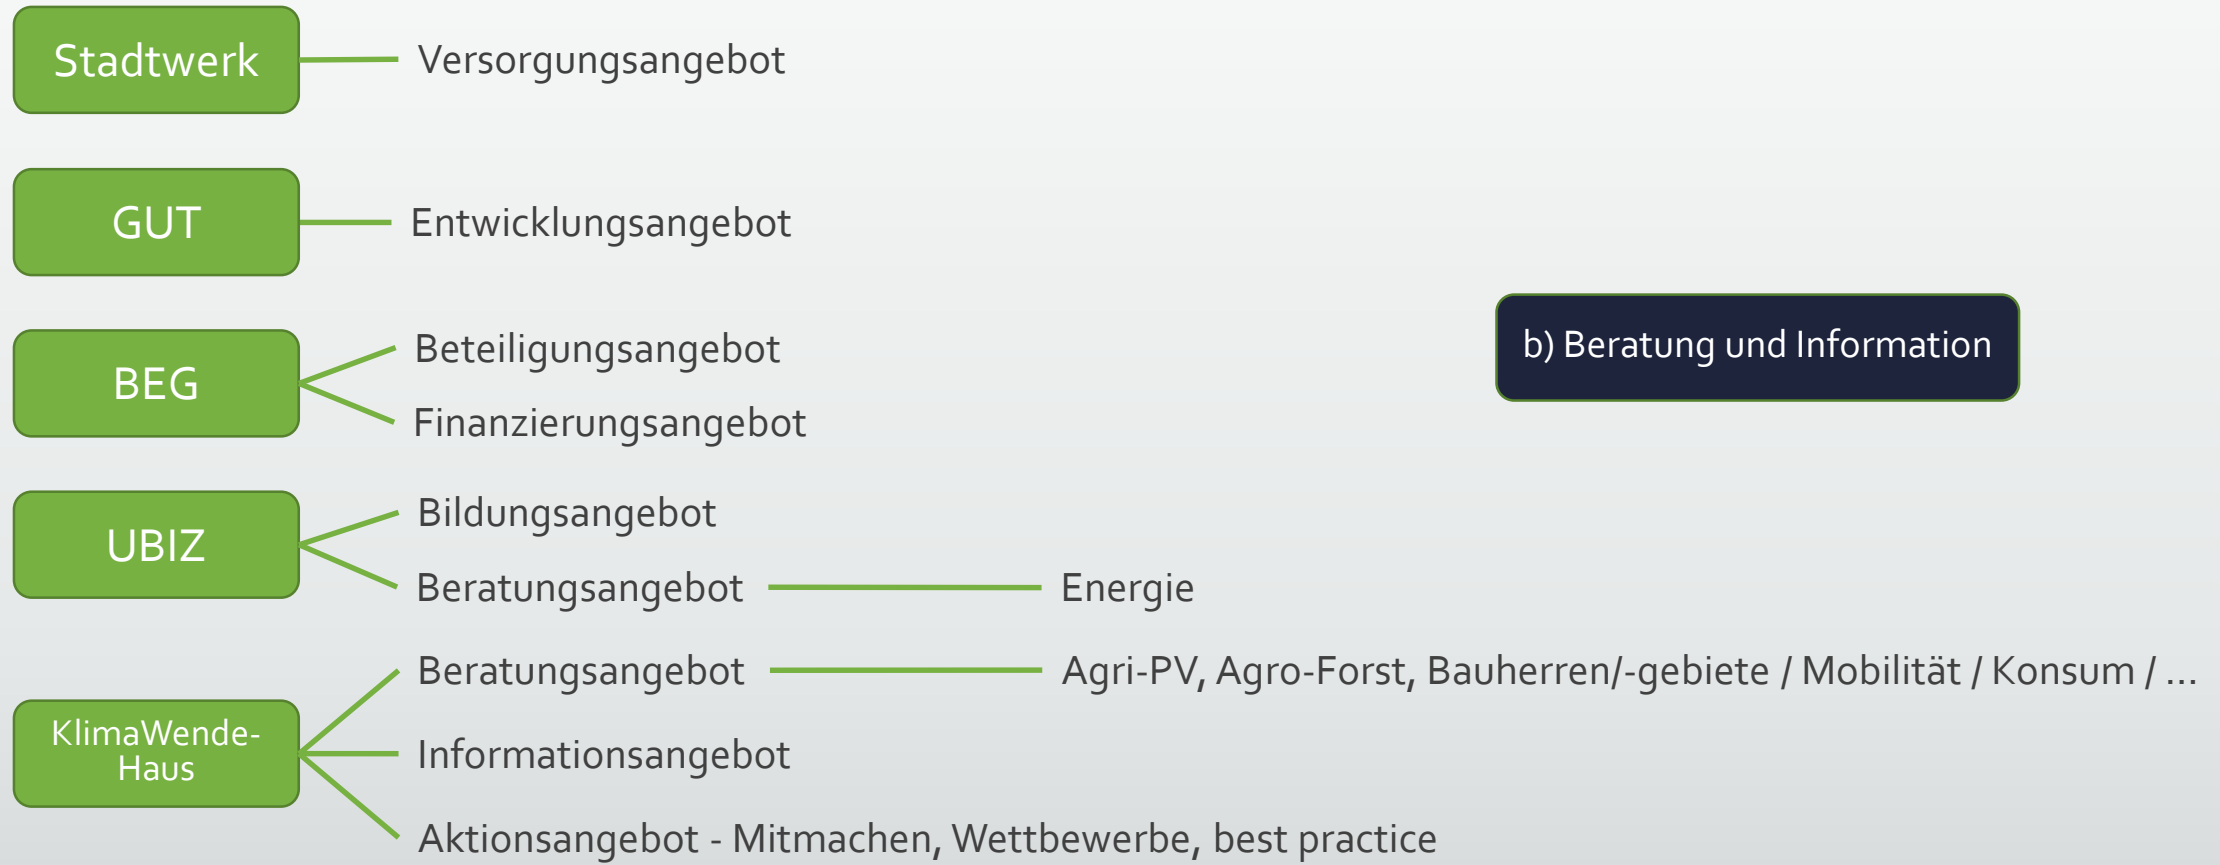 Stadtwerk
Versorgungsangebot
GUT
Entwicklungsangebot
b) Beratung und Information
BEG
Beteiligungsangebot
Finanzierungsangebot
UBIZ
Bildungsangebot
Beratungsangebot
Energie
KlimaWende-
Haus
Beratungsangebot
Agri-PV, Agro-Forst, Bauherren/-gebiete / Mobilität / Konsum / ...
Informationsangebot
Aktionsangebot - Mitmachen, Wettbewerbe, best practice